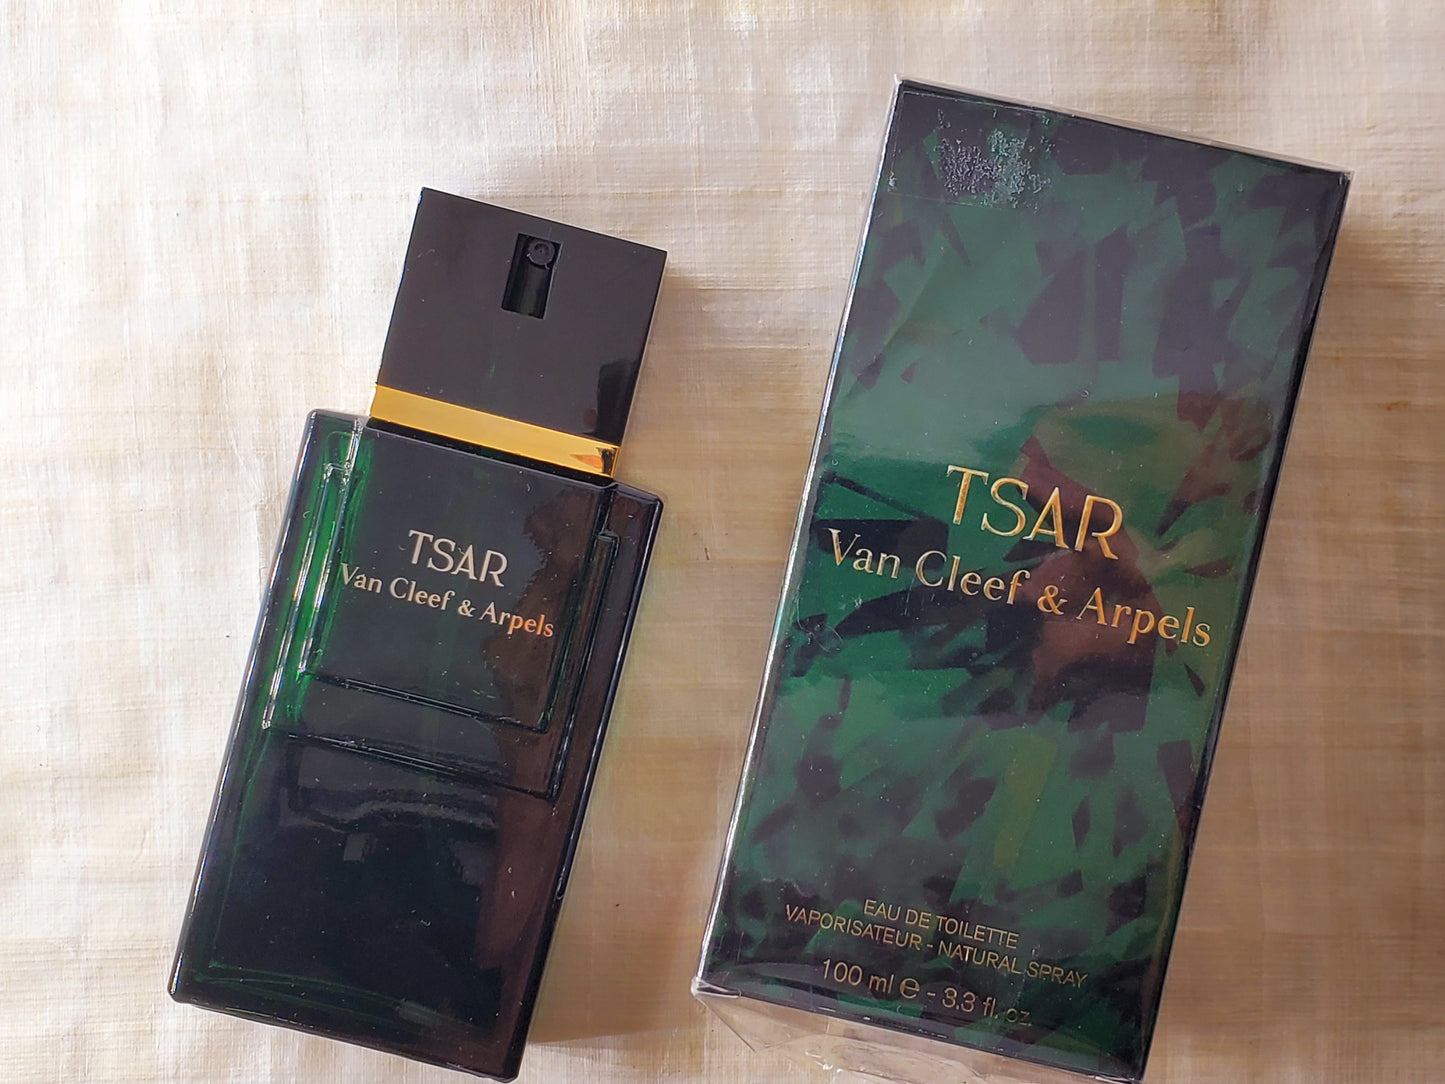 TSAR
Van Cleef & Arpels
TSAR
Van Cleef & Arpels
EAU DE TOILETTE
VAPORISATEUR - NATURAL SPRAY
100 ml e - 3.3 fl. oz.